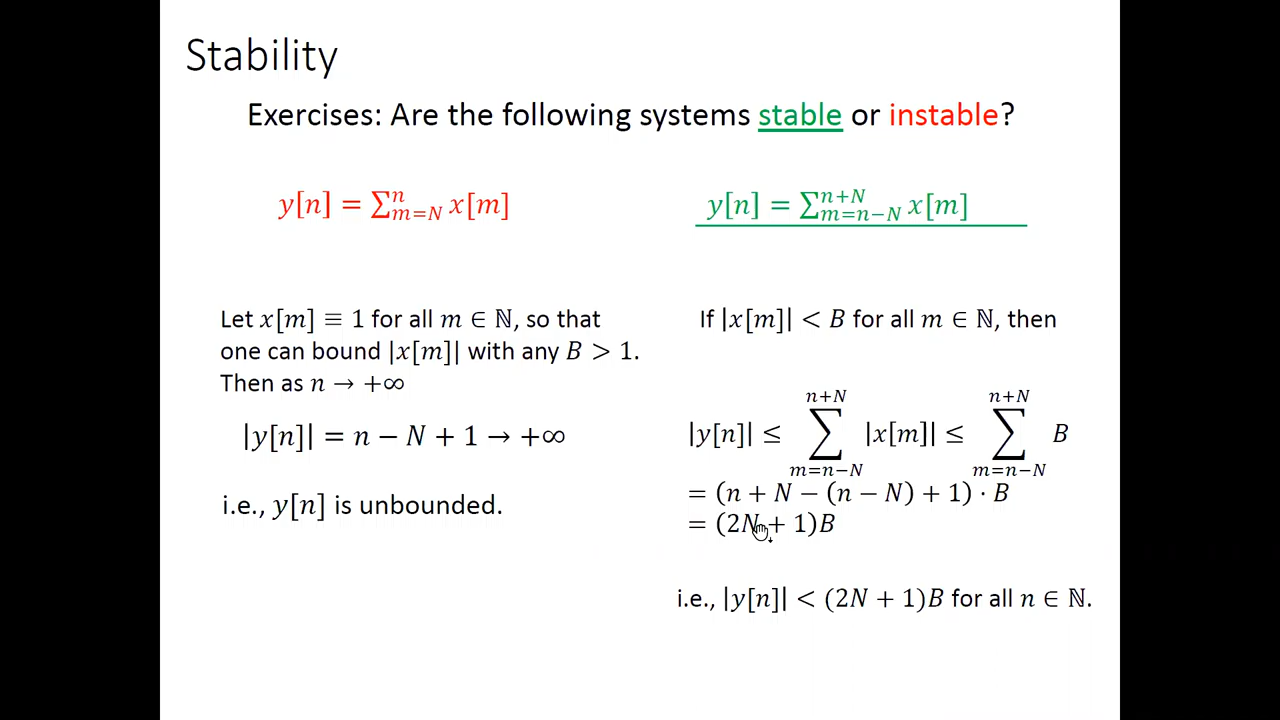 Stability
Exercises: Are the following systems stable or instable?
y[n] = ∑_{m=N}^{n} x[m]
y[n] = ∑_{m=n−N}^{n+N} x[m]
Let x[m] ≡ 1 for all m ∈ ℕ, so that
one can bound |x[m]| with any B > 1.
Then as n → +∞
|y[n]| = n − N + 1 → +∞
i.e., y[n] is unbounded.
If |x[m]| < B for all m ∈ ℕ, then
|y[n]| ≤ ∑_{m=n−N}^{n+N} |x[m]| ≤ ∑_{m=n−N}^{n+N} B
= (n + N − (n − N) + 1) · B
= (2N + 1)B
i.e., |y[n]| < (2N + 1)B for all n ∈ ℕ.